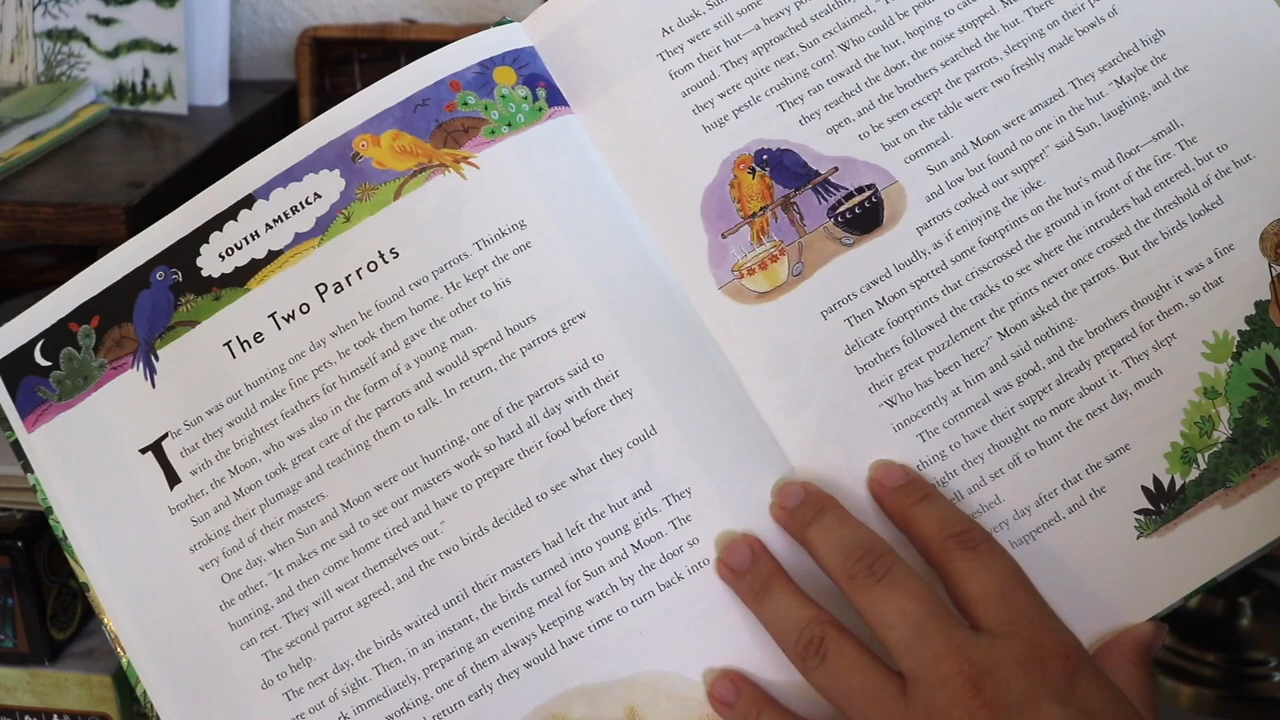 SOUTH AMERICA
The Two Parrots
The Sun was out hunting one day when he found two parrots. Thinking
that they would make fine pets, he took them home. He kept the one
with the brightest feathers for himself and gave the other to his
brother, the Moon, who was also in the form of a young man.
Sun and Moon took great care of the parrots and would spend hours
stroking their plumage and teaching them to talk. In return, the parrots grew
very fond of their masters.
One day, when Sun and Moon were out hunting, one of the parrots said to
the other, "It makes me sad to see our masters work so hard all day with their
hunting, and then come home tired and have to prepare their food before they
can rest. They will wear themselves out."
The second parrot agreed, and the two birds decided to see what they could
do to help.
The next day, the birds waited until their masters had left the hut and
were out of sight. Then, in an instant, the birds turned into young girls. They
immediately, preparing an evening meal for Sun and Moon. The
working, one of them always keeping watch by the door so
return early they would have time to turn back into
At dusk, Sun
They were still some
from their hut—a heavy
around. They approached
they were quite near, Sun exclaimed,
huge pestle crushing corn! Who could be
They ran toward the hut, hoping to
they reached the door, the noise stopped.
open, and the brothers searched the hut. There
to be seen except the parrots, sleeping on their
but on the table were two freshly made bowls of
cornmeal.
Sun and Moon were amazed. They searched high
and low but found no one in the hut. "Maybe the
parrots cooked our supper!" said Sun, laughing, and the
parrots cawed loudly, as if enjoying the joke.
Then Moon spotted some footprints on the hut's mud floor—small,
delicate footprints that crisscrossed the ground in front of the fire. The
brothers followed the tracks to see where the intruders had entered, but to
their great puzzlement the prints never once crossed the threshold of the hut.
"Who has been here?" Moon asked the parrots. But the birds looked
innocently at him and said nothing.
The cornmeal was good, and the brothers thought it was a fine
thing to have their supper already prepared for them, so that
night they thought no more about it. They slept
well and set off to hunt the next day, much
refreshed.
every day after that the same
happened, and the